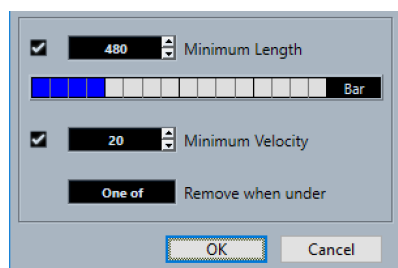 480 Minimum Length
Bar
20 Minimum Velocity
One of Remove when under
OK Cancel